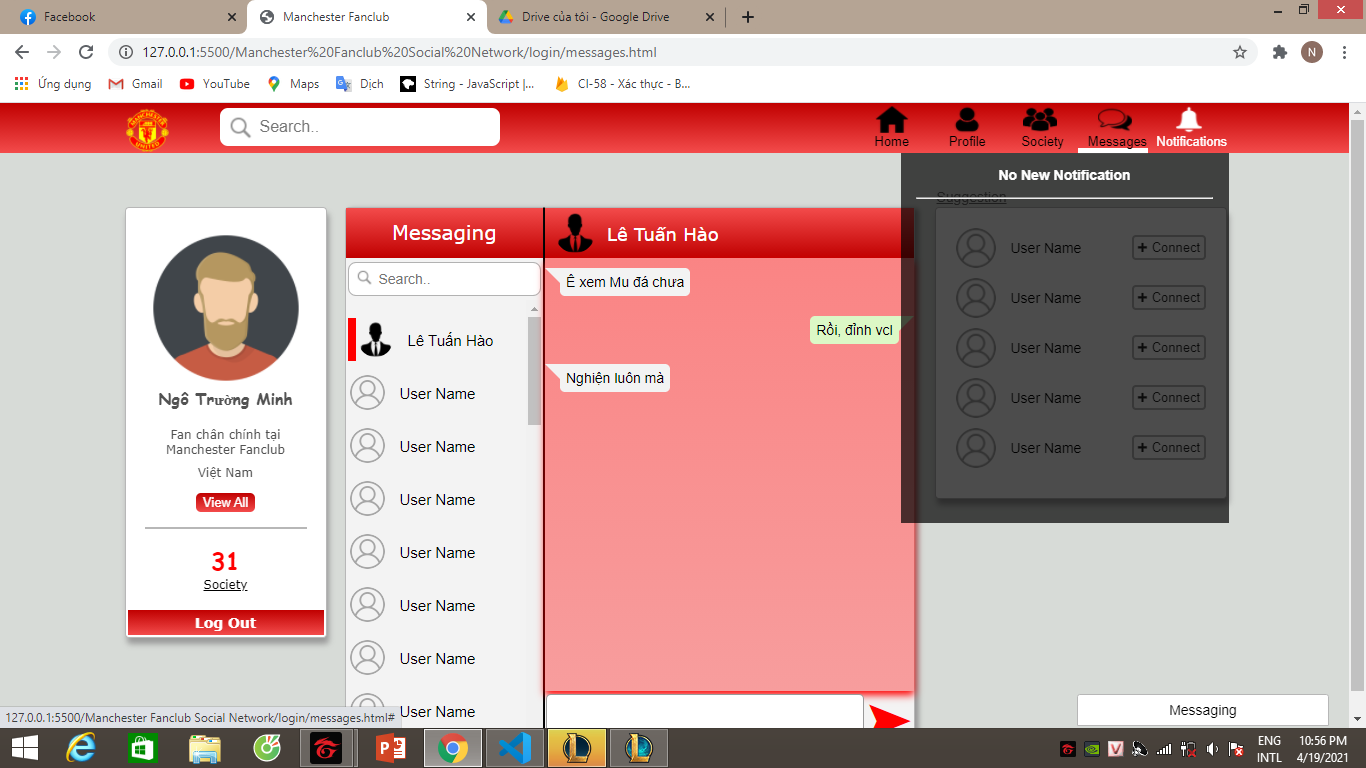 Facebook
Manchester Fanclub
Drive của tôi - Google Drive
127.0.0.1:5500/Manchester%20Fanclub%20Social%20Network/login/messages.html
N
Ứng dụng
Gmail
YouTube
Maps
Dịch
String - JavaScript |...
CI-58 - Xác thực - B...
MANCHESTER
UNITED
Search..
Home
Profile
Society
Messages
Notifications
No New Notification
Suggestion
Ngô Trường Minh
Fan chân chính tại
Manchester Fanclub
Việt Nam
View All
31
Society
Log Out
Messaging
Search..
Lê Tuấn Hào
User Name
User Name
User Name
User Name
User Name
User Name
User Name
Lê Tuấn Hào
Ê xem Mu đá chưa
Rồi, đỉnh vcl
Nghiện luôn mà
User Name
+ Connect
User Name
+ Connect
User Name
+ Connect
User Name
+ Connect
User Name
+ Connect
Messaging
127.0.0.1:5500/Manchester Fanclub Social Network/login/messages.html#
ENG
INTL
10:56 PM
4/19/2021